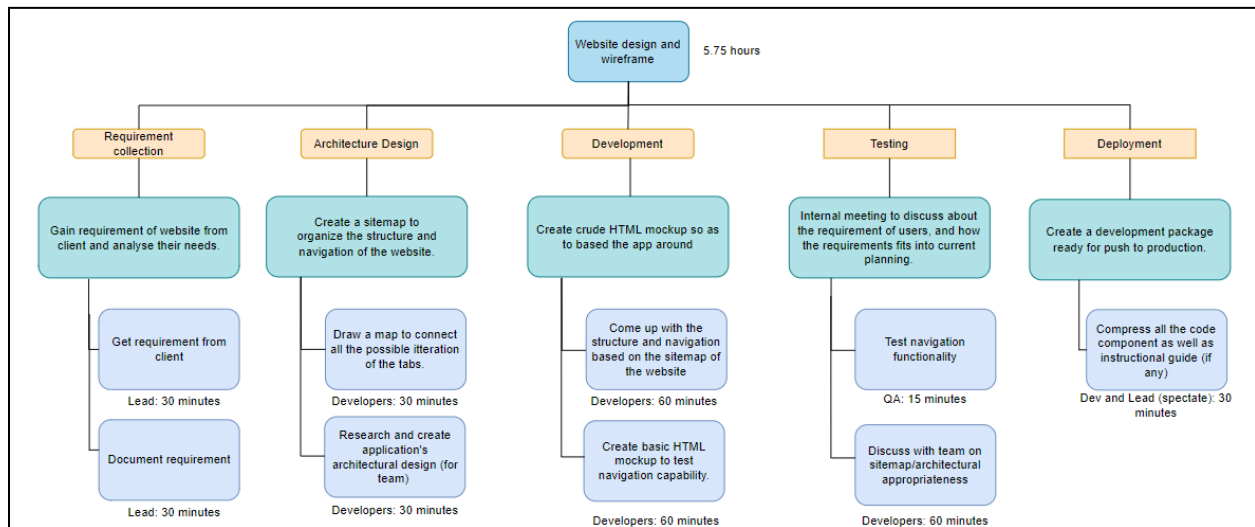 Website design and
wireframe
5.75 hours
Requirement
collection
Architecture Design
Development
Testing
Deployment
Gain requirement of website from
client and analyse their needs.
Create a sitemap to
organize the structure and
navigation of the website.
Create crude HTML mockup so as
to based the app around
Internal meeting to discuss about
the requirement of users, and how
the requirements fits into current
planning.
Create a development package
ready for push to production.
Get requirement from
client
Lead: 30 minutes
Draw a map to connect
all the possible itteration
of the tabs.
Developers: 30 minutes
Come up with the
structure and navigation
based on the sitemap of
the website
Developers: 60 minutes
Test navigation
functionality
QA: 15 minutes
Compress all the code
component as well as
instructional guide (if
any)
Dev and Lead (spectate): 30
minutes
Document requirement
Lead: 30 minutes
Research and create
application's
architectural design (for
team)
Developers: 30 minutes
Create basic HTML
mockup to test
navigation capability.
Developers: 60 minutes
Discuss with team on
sitemap/architectural
appropriateness
Developers: 60 minutes